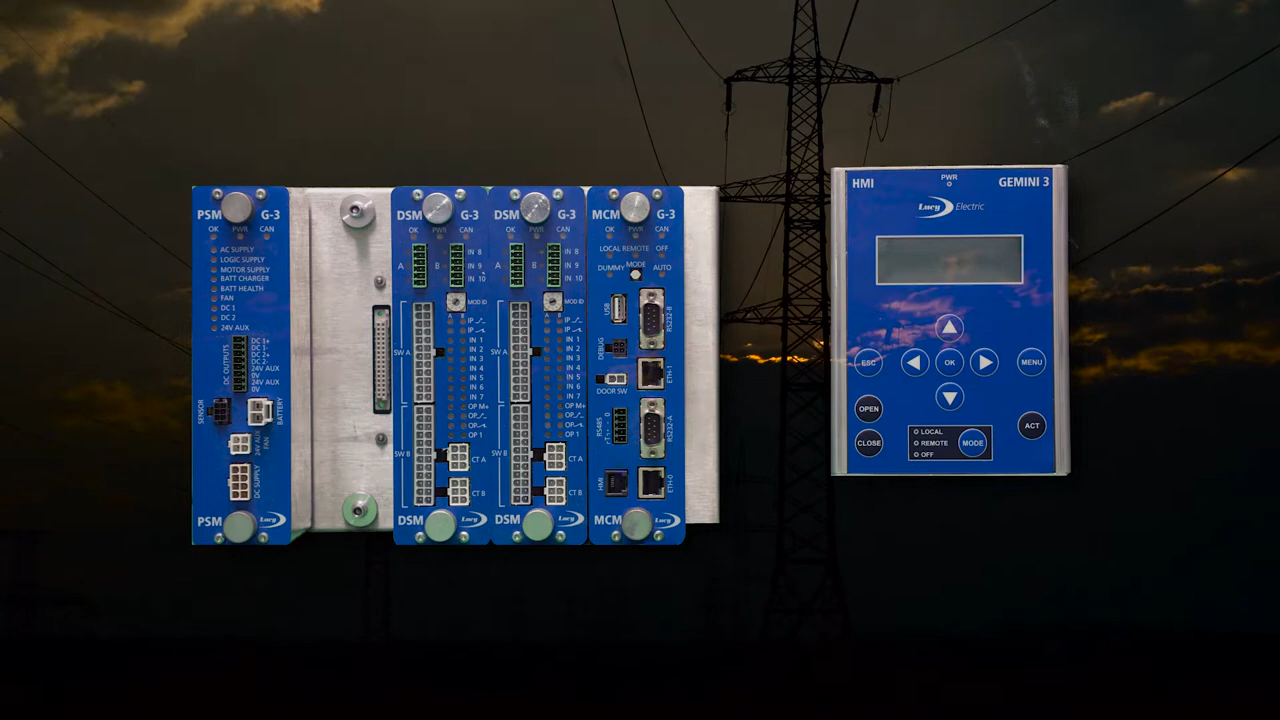 PSM G-3
OK PWR CAN
AC SUPPLY
LOGIC SUPPLY
MOTOR SUPPLY
BATT CHARGER
BATT HEALTH
FAN
DC 1
DC 2
24V AUX
DC OUTPUTS
DC 1+
DC 1-
DC 2+
DC 2-
24V AUX
0V
24V AUX
0V
SENSOR
BATTERY
24V AUX
FAN
DC SUPPLY
PSM Lucy
DSM G-3
OK PWR CAN
A B
IN 8
IN 9
IN 10
MOD ID
A B
SW A
IP
IP
IN 1
IN 2
IN 3
IN 4
IN 5
IN 6
IN 7
OP M+
OP
OP
OP 1
SW B
CT A
CT B
DSM Lucy
DSM G-3
OK PWR CAN
A B
IN 8
IN 9
IN 10
MOD ID
A B
SW A
IP
IP
IN 1
IN 2
IN 3
IN 4
IN 5
IN 6
IN 7
OP M+
OP
OP
OP 1
SW B
CT A
CT B
DSM Lucy
MCM G-3
OK PWR CAN
LOCAL REMOTE OFF
DUMMY MODE AUTO
USB
RS232-B
DEBUG
ETH-1
DOOR SW
RS485
RS232-A
HMI
ETH-0
MCM Lucy
HMI PWR GEMINI 3
Lucy Electric
ESC OK MENU
OPEN
ACT
CLOSE
LOCAL
REMOTE MODE
OFF